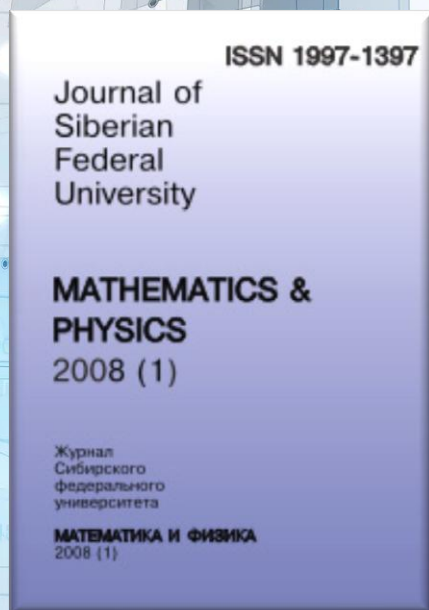 ISSN 1997-1397
Journal of
Siberian
Federal
University
MATHEMATICS &
PHYSICS
2008 (1)
Журнал
Сибирского
федерального
университета
МАТЕМАТИКА И ФИЗИКА
2008 (1)